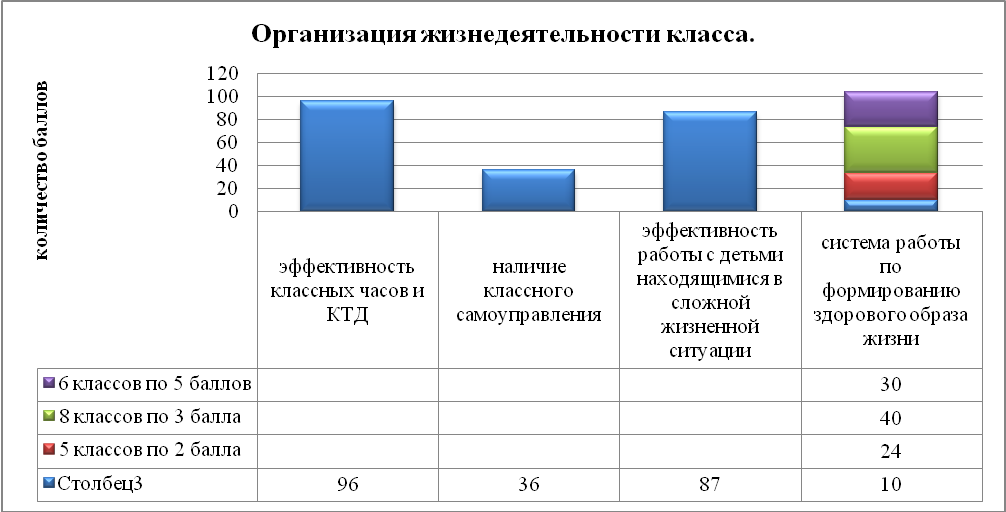 Организация жизнедеятельности класса.
количество баллов
120
100
80
60
40
20
0
эффективность
классных часов и
КТД
наличие
классного
самоуправления
эффективность
работы с детьми
находящимися в
сложной
жизненной
ситуации
система работы
по
формированию
здорового образа
жизни
6 классов по 5 баллов 30
8 классов по 3 балла 40
5 классов по 2 балла 24
Столбец3 96 36 87 10